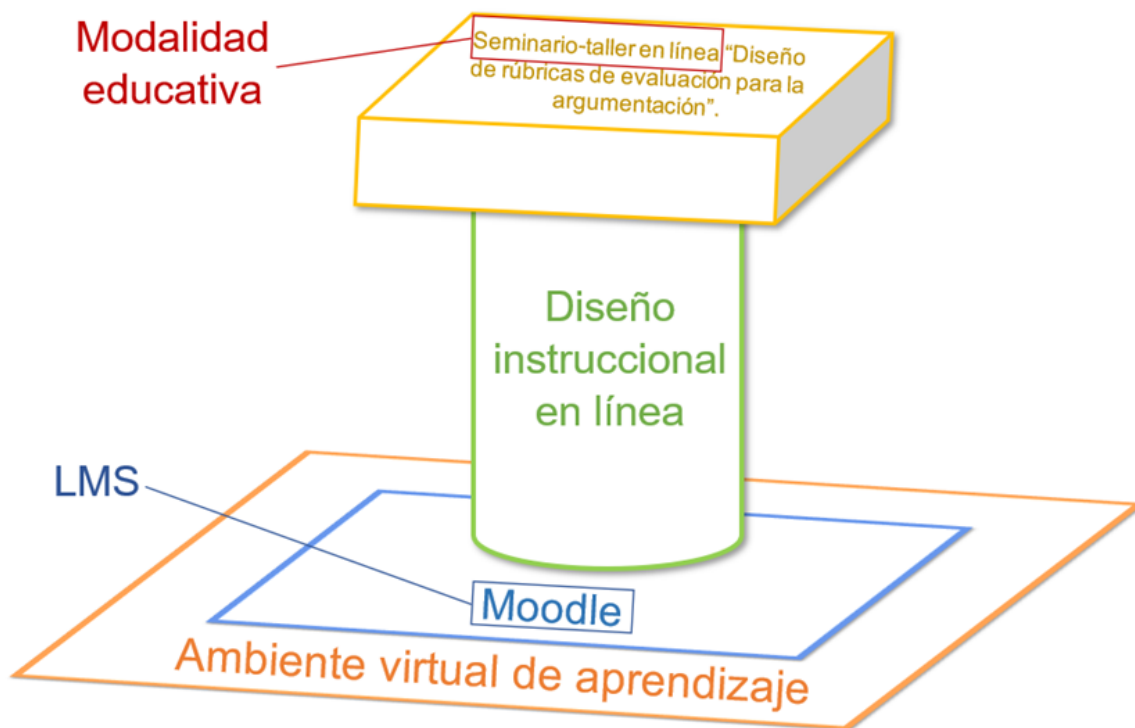 Modalidad
educativa
Seminario-taller en línea “Diseño
de rúbricas de evaluación para la
argumentación”.
Diseño
instruccional
en línea
LMS
Moodle
Ambiente virtual de aprendizaje